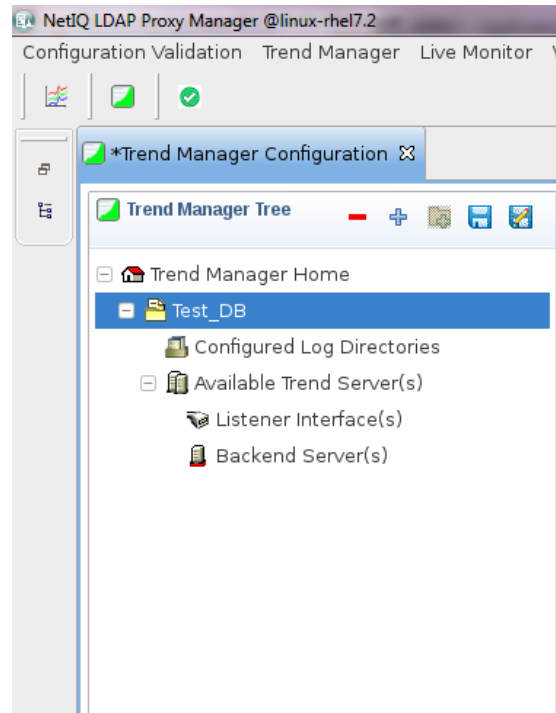 NetIQ LDAP Proxy Manager @linux-rhel7.2
Configuration Validation Trend Manager Live Monitor
*Trend Manager Configuration
Trend Manager Tree
Trend Manager Home
Test_DB
Configured Log Directories
Available Trend Server(s)
Listener Interface(s)
Backend Server(s)